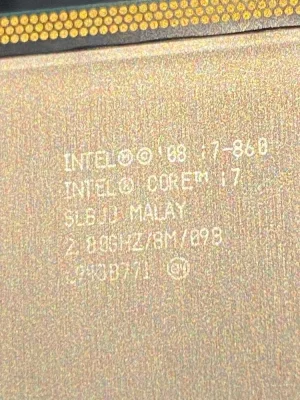 INTEL®© '08 i7-860
INTEL® CORE™ i7
SLBJJ MALAY
2.80GHZ/8M/09B